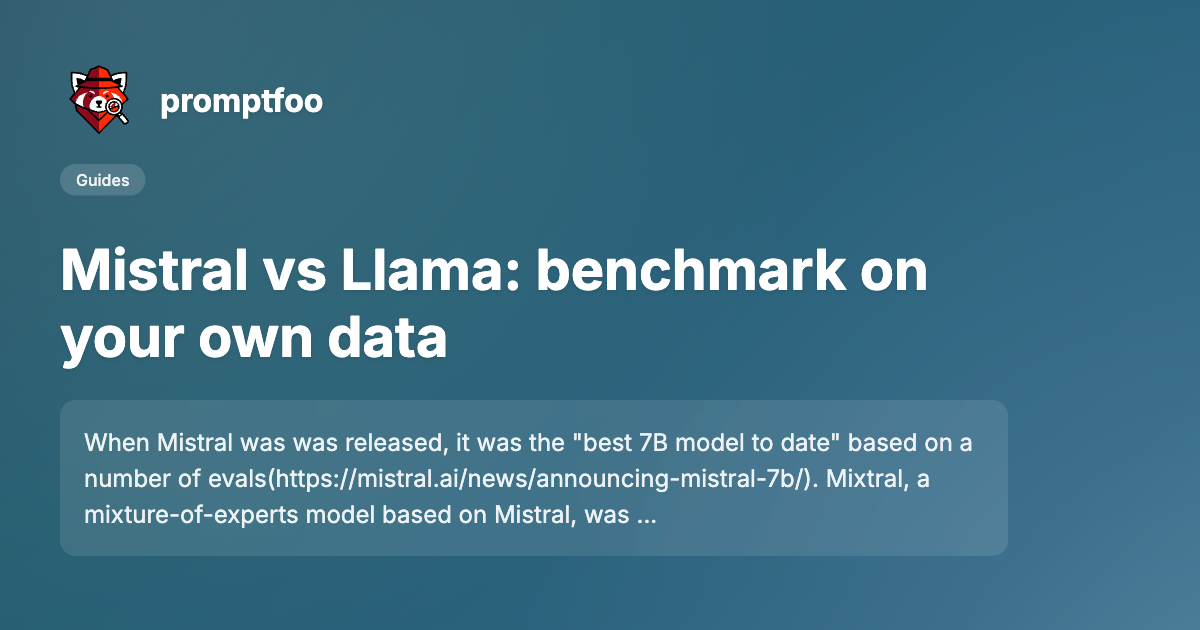 promptfoo
Guides
Mistral vs Llama: benchmark on
your own data
When Mistral was was released, it was the "best 7B model to date" based on a
number of evals(https://mistral.ai/news/announcing-mistral-7b/). Mixtral, a
mixture-of-experts model based on Mistral, was ...